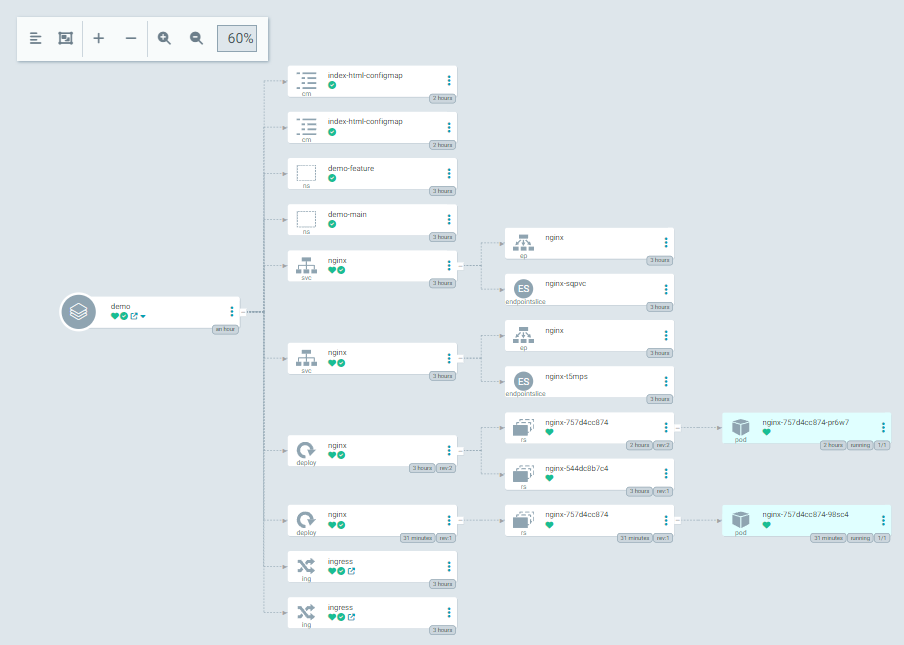 60%
index-html-configmap
cm
2 hours
index-html-configmap
cm
2 hours
demo-feature
ns
3 hours
demo-main
ns
3 hours
nginx
svc
3 hours
nginx
ep
3 hours
ES
nginx-sqpvc
endpointslice
3 hours
demo
an hour
nginx
svc
3 hours
nginx
ep
3 hours
ES
nginx-t5mps
endpointslice
3 hours
nginx
deploy
3 hours rev:2
nginx-757d4cc874
rs
2 hours rev:2
nginx-757d4cc874-pr6w7
pod
2 hours running 1/1
nginx-544dc8b7c4
rs
3 hours rev:1
nginx
deploy
31 minutes rev:1
nginx-757d4cc874
rs
31 minutes rev:1
nginx-757d4cc874-98sc4
pod
31 minutes running 1/1
ingress
ing
3 hours
ingress
ing
3 hours